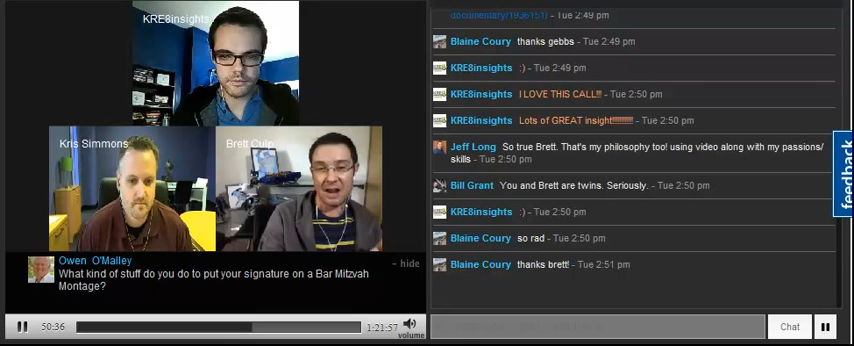 KRE8insights
Kris Simmons
Brett Culp
Owen O'Malley
What kind of stuff do you do to put your signature on a Bar Mitzvah
Montage?
– hide
50:36
1:21:57
volume
documentary/1936151/ - Tue 2:49 pm
Blaine Coury thanks gebbs - Tue 2:49 pm
KRE8insights :) - Tue 2:49 pm
KRE8insights I LOVE THIS CALL!!! - Tue 2:50 pm
KRE8insights Lots of GREAT insight!!!!!!!!!!! - Tue 2:50 pm
Jeff Long So true Brett. That's my philosophy too! using video along with my passions/
skills - Tue 2:50 pm
Bill Grant You and Brett are twins. Seriously. - Tue 2:50 pm
KRE8insights :) - Tue 2:50 pm
Blaine Coury so rad - Tue 2:50 pm
Blaine Coury thanks brett! - Tue 2:51 pm
Chat
feedback